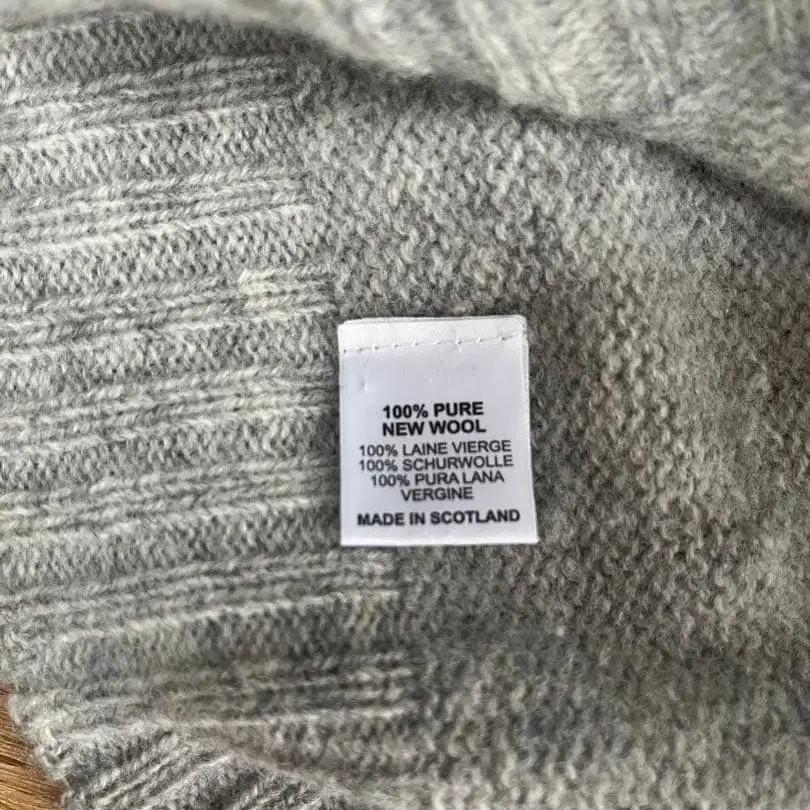 100% PURE
NEW WOOL
100% LAINE VIERGE
100% SCHURWOLLE
100% PURA LANA
VERGINE
MADE IN SCOTLAND